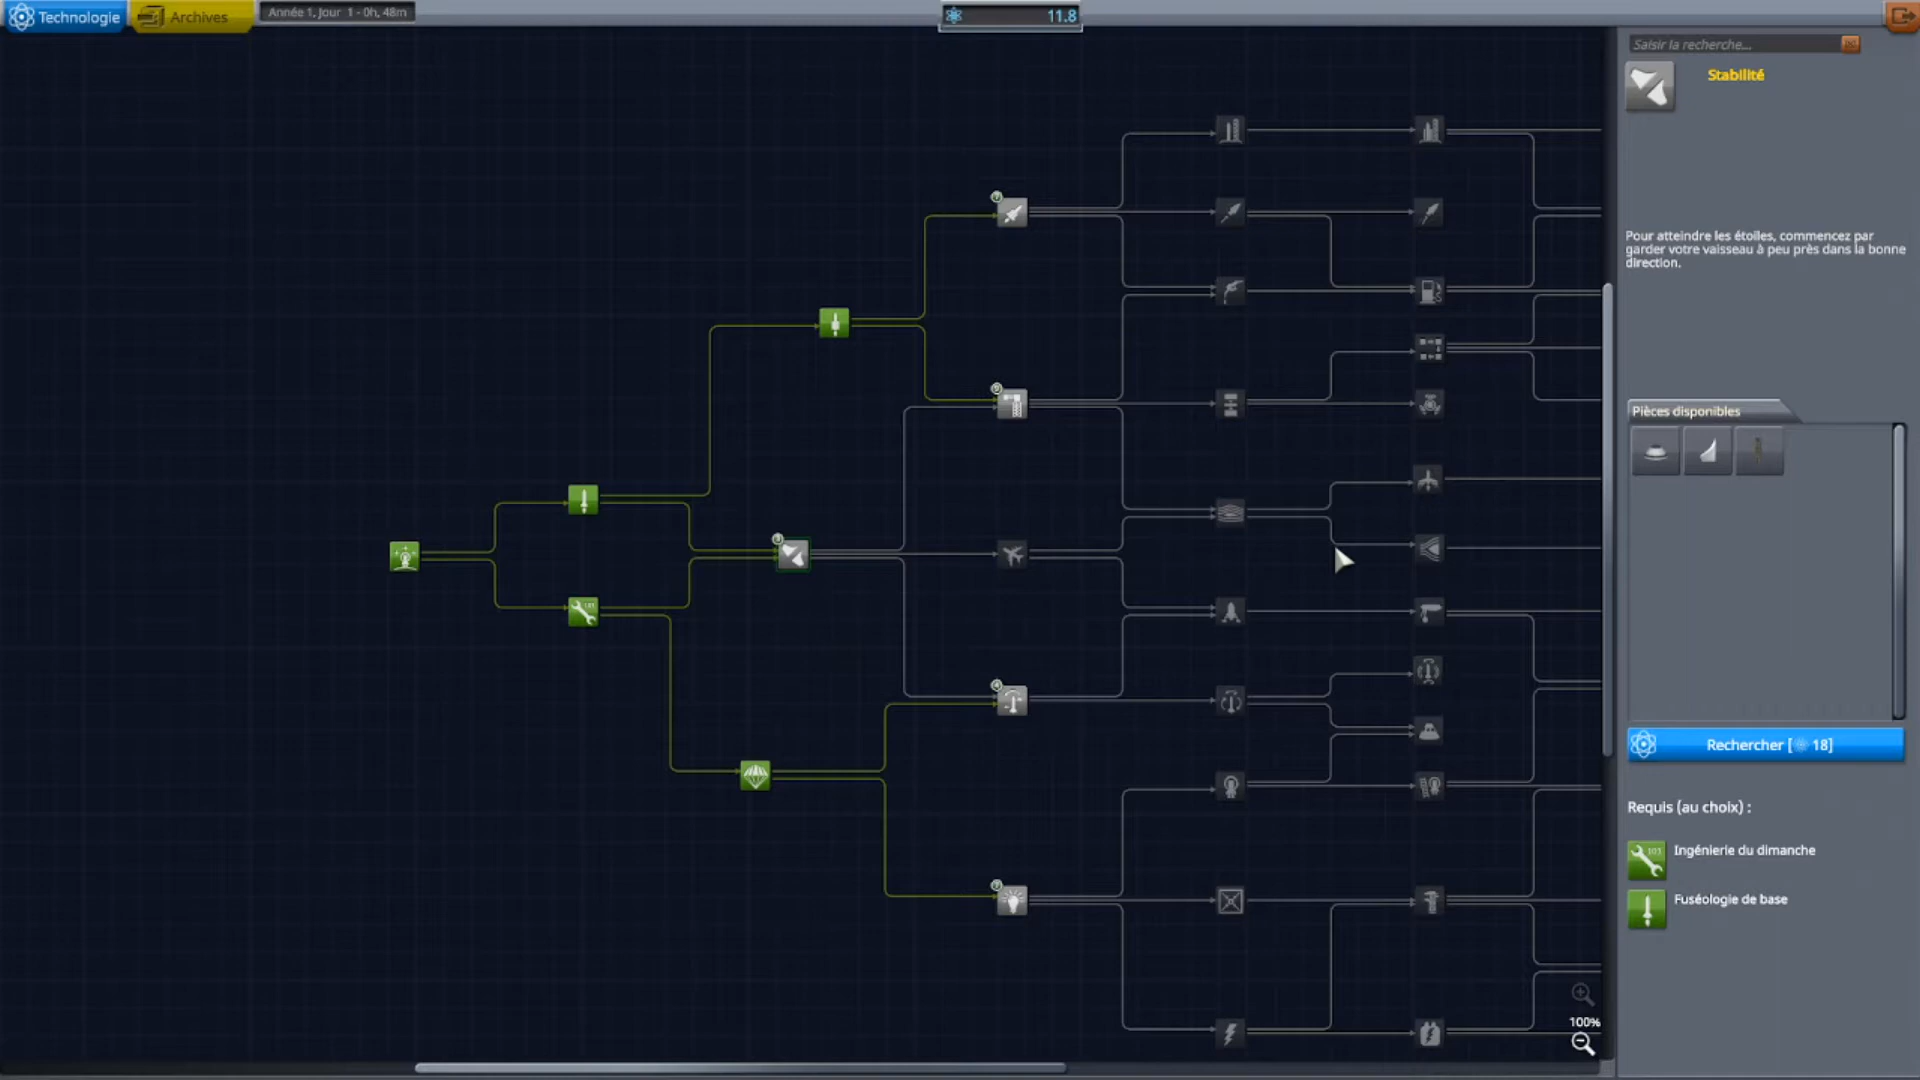 Technologie
Archives
Année 1, Jour 1 - 0h, 48m
11.8
Saisir la recherche...
Stabilité
Pour atteindre les étoiles, commencez par
garder votre vaisseau à peu près dans la bonne
direction.
Pièces disponibles
Rechercher [ 18]
Requis (au choix) :
101
Ingénierie du dimanche
Fuséologie de base
100%